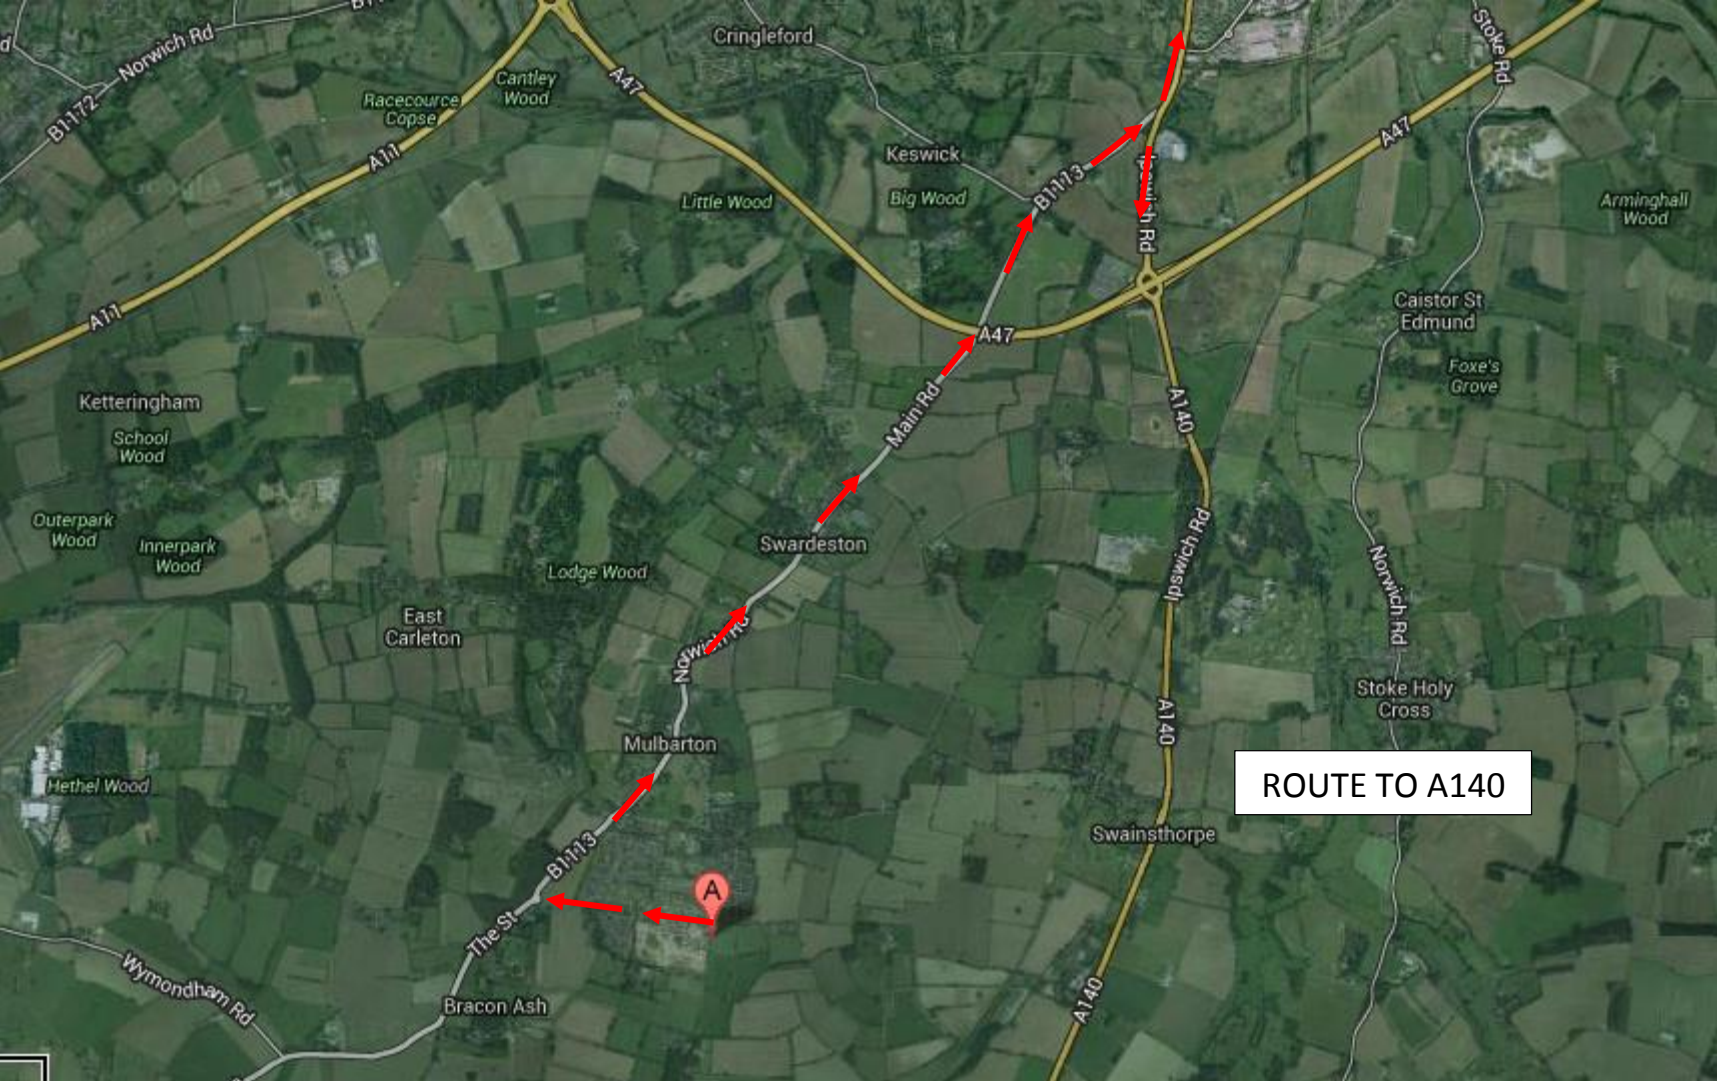 B11
Norwich Rd
Cringleford
Stoke Rd
A47
Cantley
Wood
Racecource
Copse
B1172
A11
A47
Keswick
B1113
Little Wood
Big Wood
Ipswich Rd
Arminghall
Wood
Google
A11
Caistor St
Edmund
A47
Foxe's
Grove
Main Rd
A140
Ketteringham
School
Wood
Outerpark
Wood
Innerpark
Wood
Swardeston
Lodge Wood
Ipswich Rd
Norwich Rd
East
Carleton
Norwich Rd
Stoke Holy
Cross
A140
Mulbarton
Hethel Wood
ROUTE TO A140
Swainsthorpe
B1113
A
The St
Wymondham Rd
Bracon Ash
A140